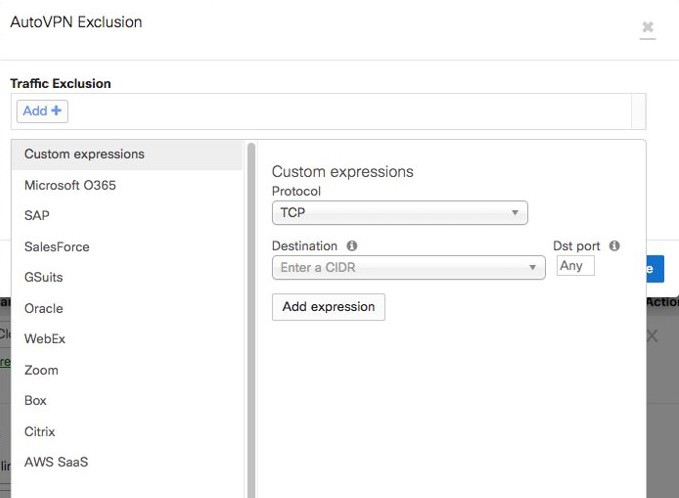 AutoVPN Exclusion
Traffic Exclusion
Add +
Custom expressions
Microsoft O365
SAP
SalesForce
GSuits
Oracle
WebEx
Zoom
Box
Citrix
AWS SaaS
Custom expressions
Protocol
TCP
Destination
Dst port
Enter a CIDR
Any
Add expression
Actio